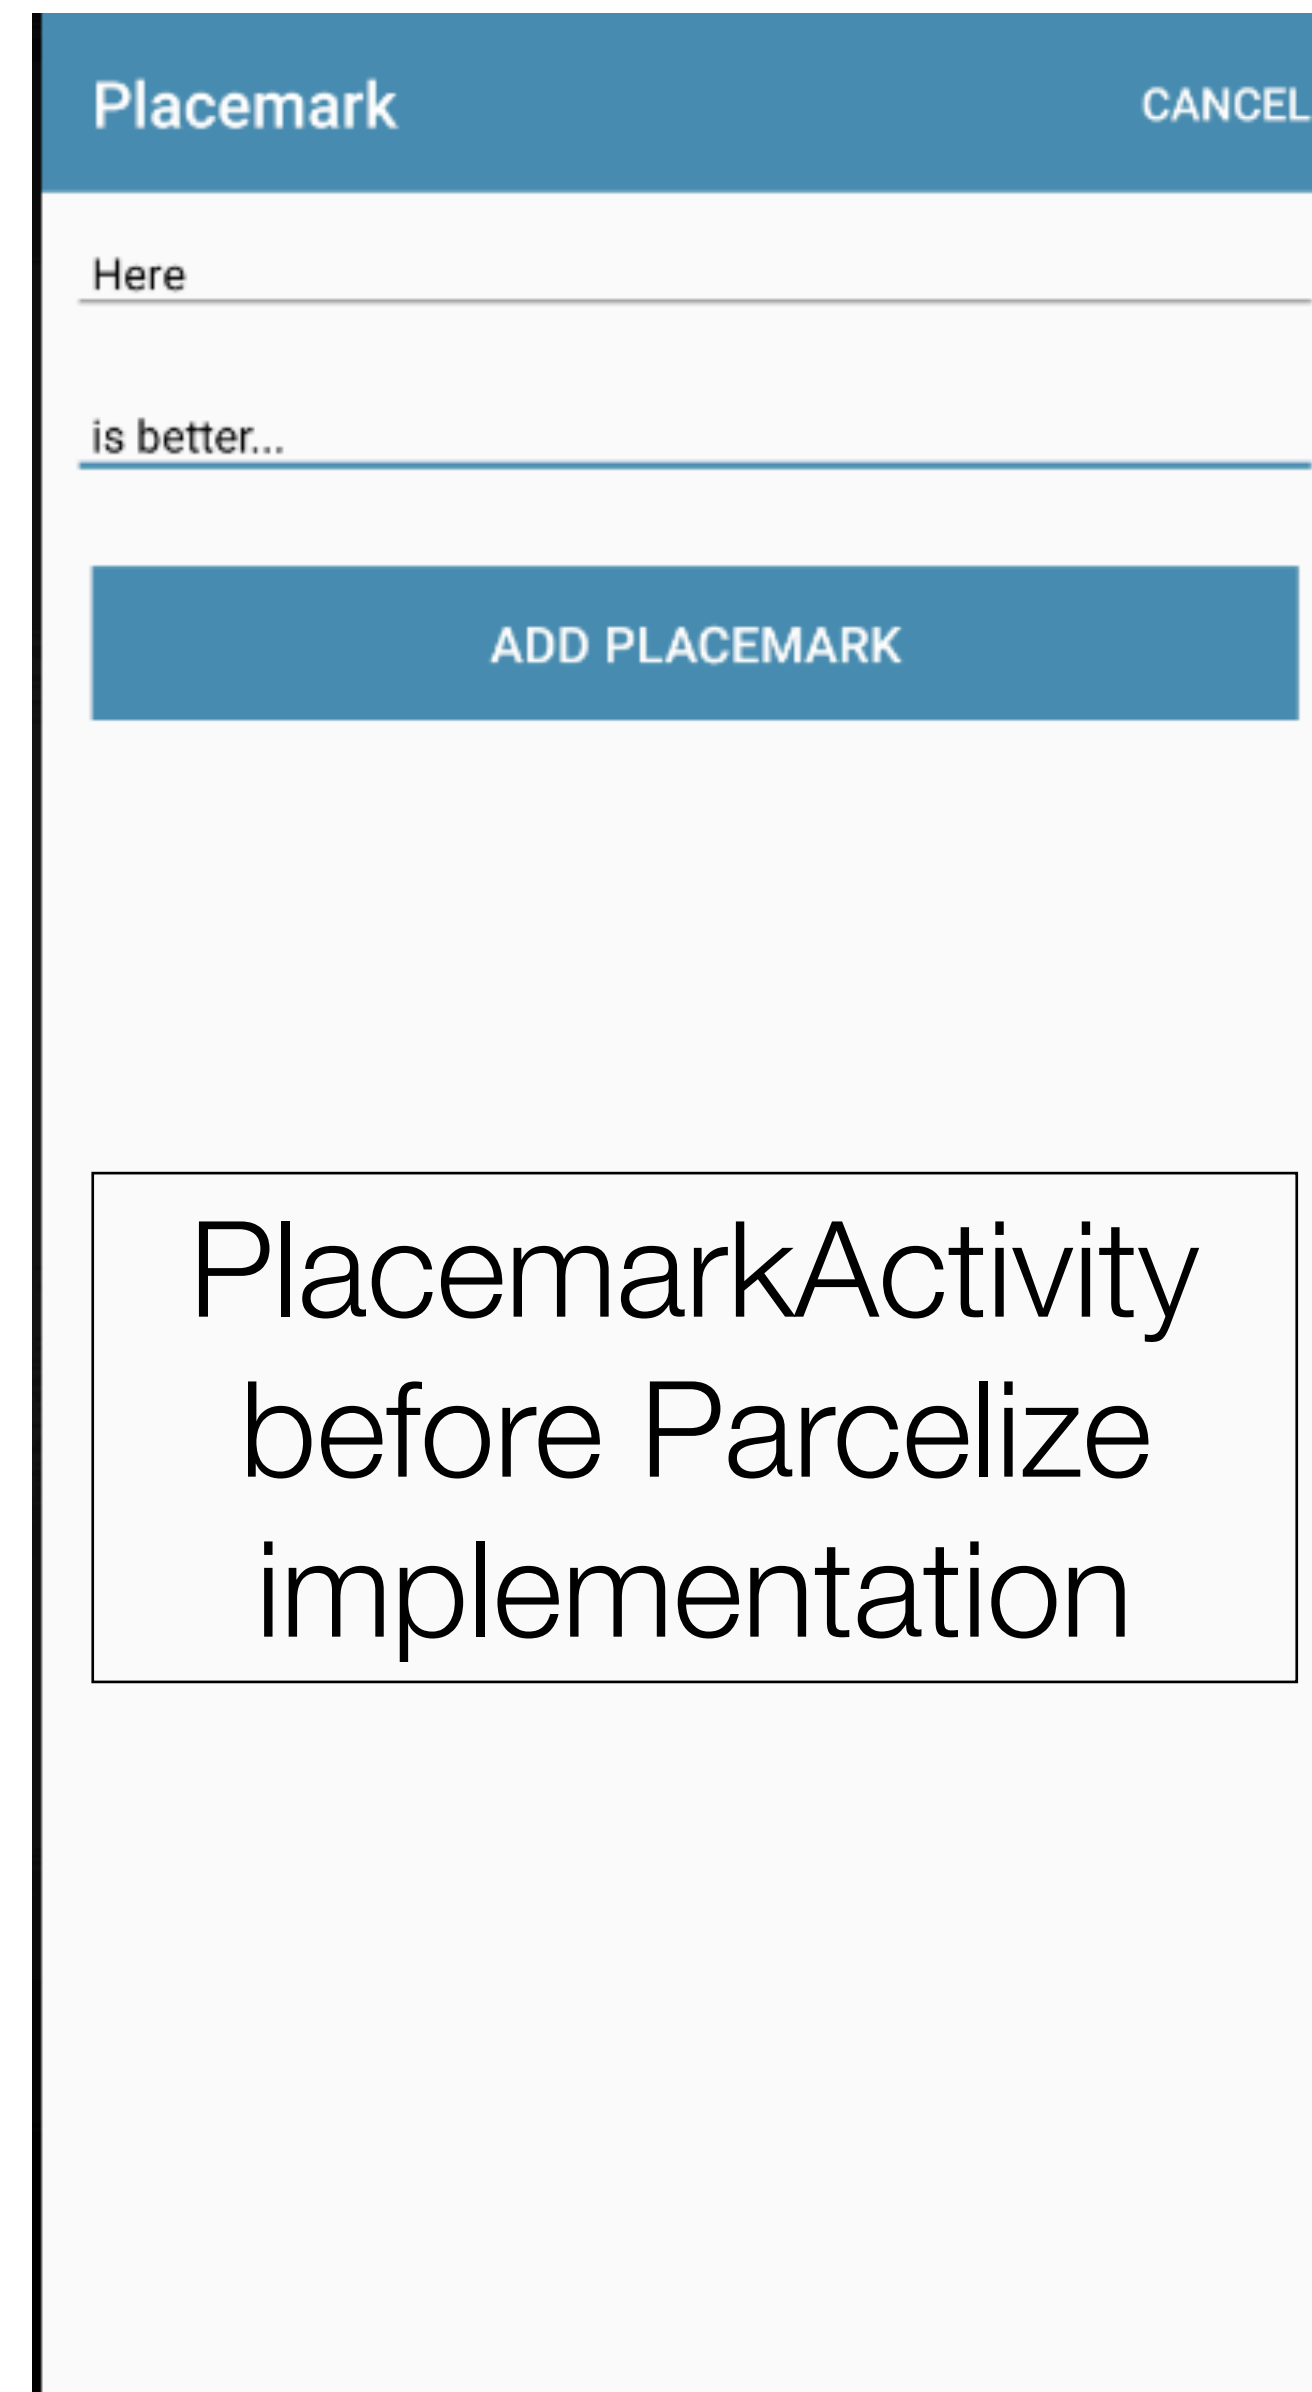 Placemark CANCEL
Here
is better...
ADD PLACEMARK
PlacemarkActivity
before Parcelize
implementation